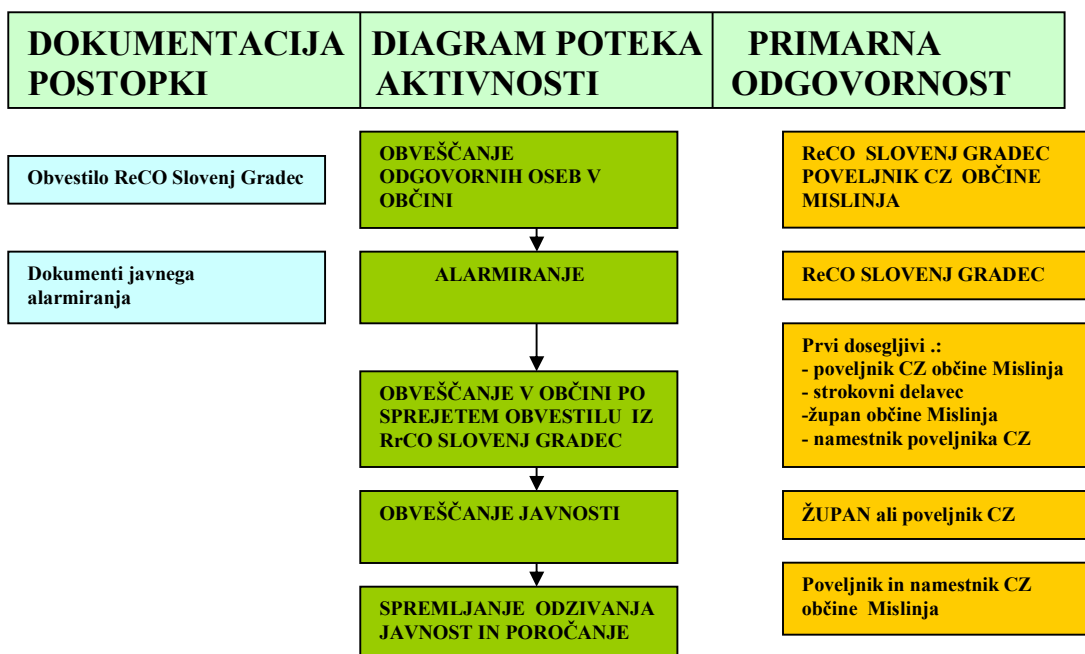 DOKUMENTACIJA
POSTOPKI
DIAGRAM POTEKA
AKTIVNOSTI
PRIMARNA
ODGOVORNOST
Obvestilo ReCO Slovenj Gradec
OBVEŠČANJE
ODGOVORNIH OSEB V
OBČINI
ReCO SLOVENJ GRADEC
POVELJNIK CZ OBČINE
MISLINJA
Dokumenti javnega
alarmiranja
ALARMIRANJE
ReCO SLOVENJ GRADEC
OBVEŠČANJE V OBČINI PO
SPREJETEM OBVESTILU IZ
RrCO SLOVENJ GRADEC
Prvi dosegljivi .:
- poveljnik CZ občine Mislinja
- strokovni delavec
-župan občine Mislinja
- namestnik poveljnika CZ
OBVEŠČANJE JAVNOSTI
ŽUPAN ali poveljnik CZ
SPREMLJANJE ODZIVANJA
JAVNOST IN POROČANJE
Poveljnik in namestnik CZ
občine Mislinja